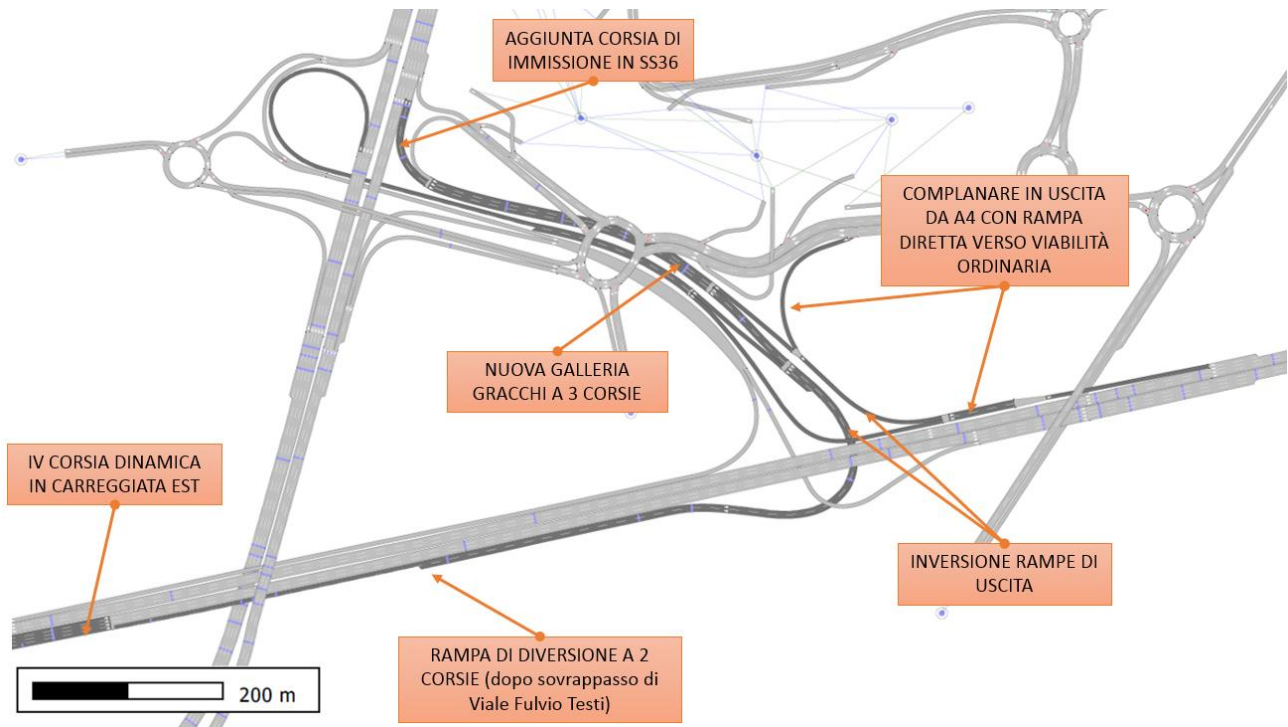 AGGIUNTA CORSIA DI
IMMISSIONE IN SS36
COMPLANARE IN USCITA
DA A4 CON RAMPA
DIRETTA VERSO VIABILITÀ
ORDINARIA
NUOVA GALLERIA
GRACCHI A 3 CORSIE
IV CORSIA DINAMICA
IN CARREGGIATA EST
INVERSIONE RAMPE DI
USCITA
RAMPA DI DIVERSIONE A 2
CORSIE (dopo sovrappasso di
Viale Fulvio Testi)
200 m